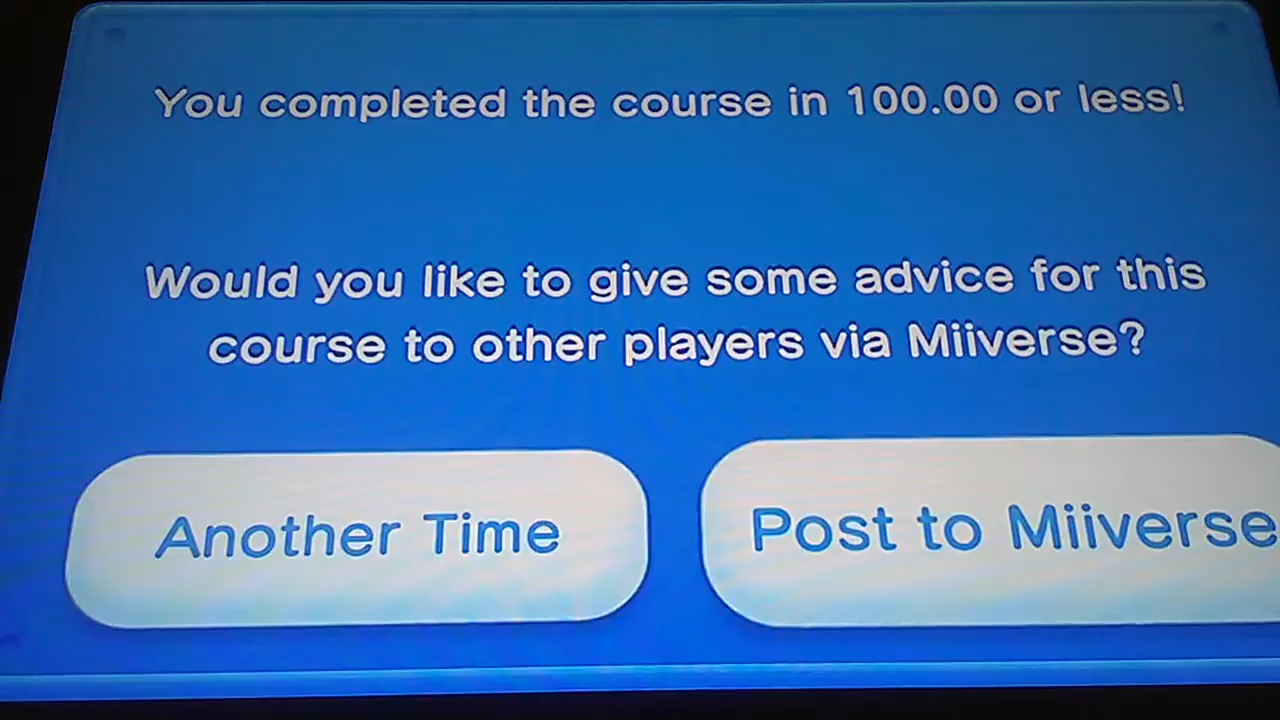 You completed the course in 100.00 or less!
Would you like to give some advice for this
course to other players via Miiverse?
Another Time
Post to Miiverse